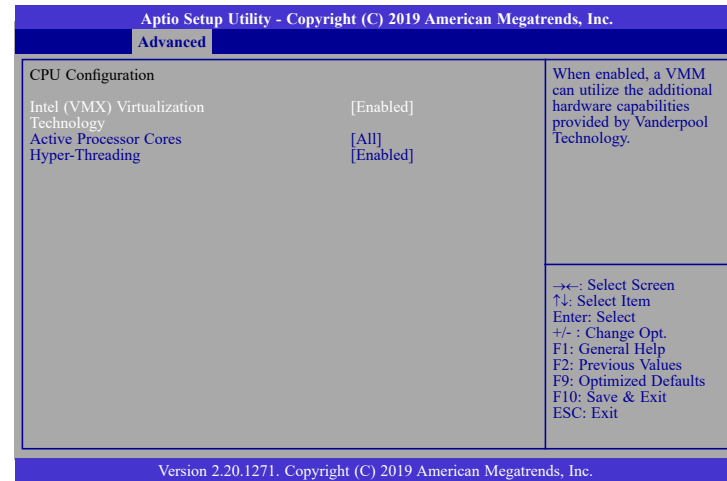 Aptio Setup Utility - Copyright (C) 2019 American Megatrends, Inc.
Advanced
CPU Configuration
Intel (VMX) Virtualization Technology [Enabled]
Active Processor Cores [All]
Hyper-Threading [Enabled]
When enabled, a VMM
can utilize the additional
hardware capabilities
provided by Vanderpool
Technology.
→←: Select Screen
↑↓: Select Item
Enter: Select
+/- : Change Opt.
F1: General Help
F2: Previous Values
F9: Optimized Defaults
F10: Save & Exit
ESC: Exit
Version 2.20.1271. Copyright (C) 2019 American Megatrends, Inc.